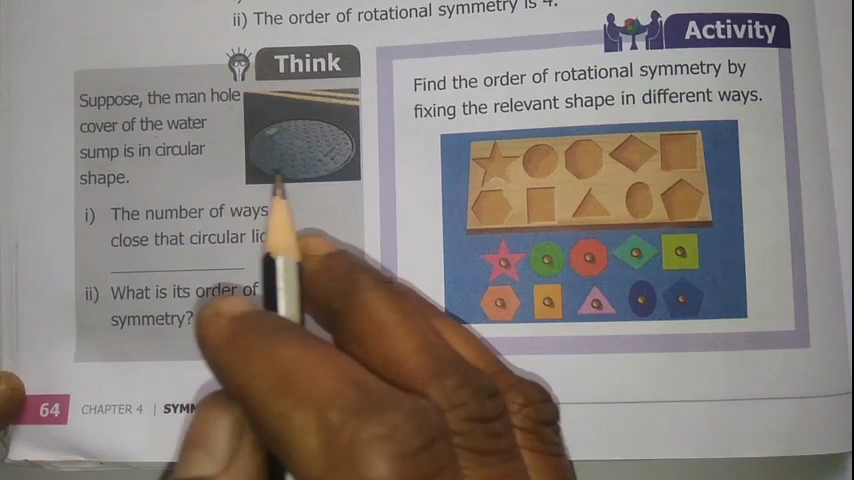 ii) The order of rotational symmetry is 4.
Think
Suppose, the man hole
cover of the water
sump is in circular
shape.
i) The number of ways
close that circular
ii) What is its order of
symmetry?
64 CHAPTER 4 |
Activity
Find the order of rotational symmetry by
fixing the relevant shape in different ways.